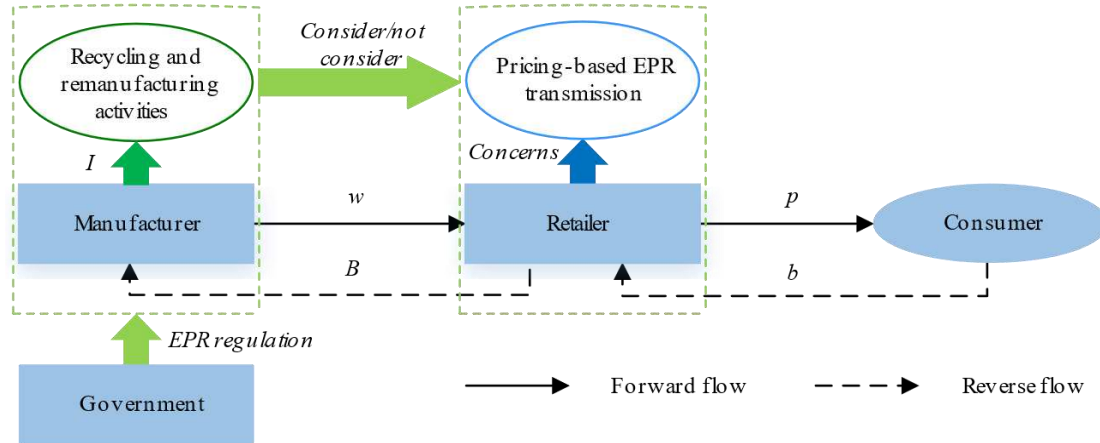 Recycling and
remanufacturing
activities
Consider/not
consider
Pricing-based EPR
transmission
I
Concerns
Manufacturer
w
Retailer
p
Consumer
B
b
EPR regulation
Government
Forward flow
Reverse flow